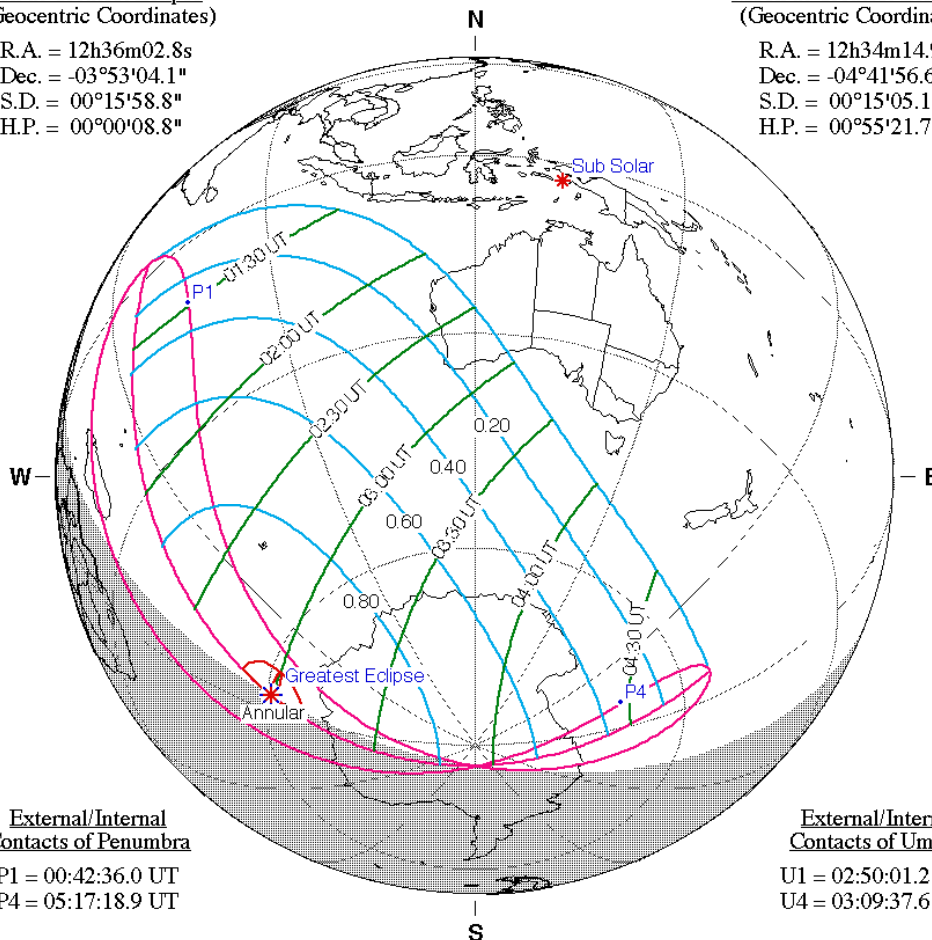 (Geocentric Coordinates)
R.A. = 12h36m02.8s
Dec. = -03°53'04.1"
S.D. = 00°15'58.8"
H.P. = 00°00'08.8"
(Geocentric Coordina
R.A. = 12h34m14.9
Dec. = -04°41'56.6
S.D. = 00°15'05.1
H.P. = 00°55'21.7
N
Sub Solar
P1
01:30 UT
02:00 UT
02:30 UT
03:00 UT
03:30 UT
04:00 UT
04:30 UT
0.20
0.40
0.60
0.80
W
E
Greatest Eclipse
Annular
P4
External/Internal
Contacts of Penumbra
P1 = 00:42:36.0 UT
P4 = 05:17:18.9 UT
External/Intern
Contacts of Um
U1 = 02:50:01.2
U4 = 03:09:37.6
S